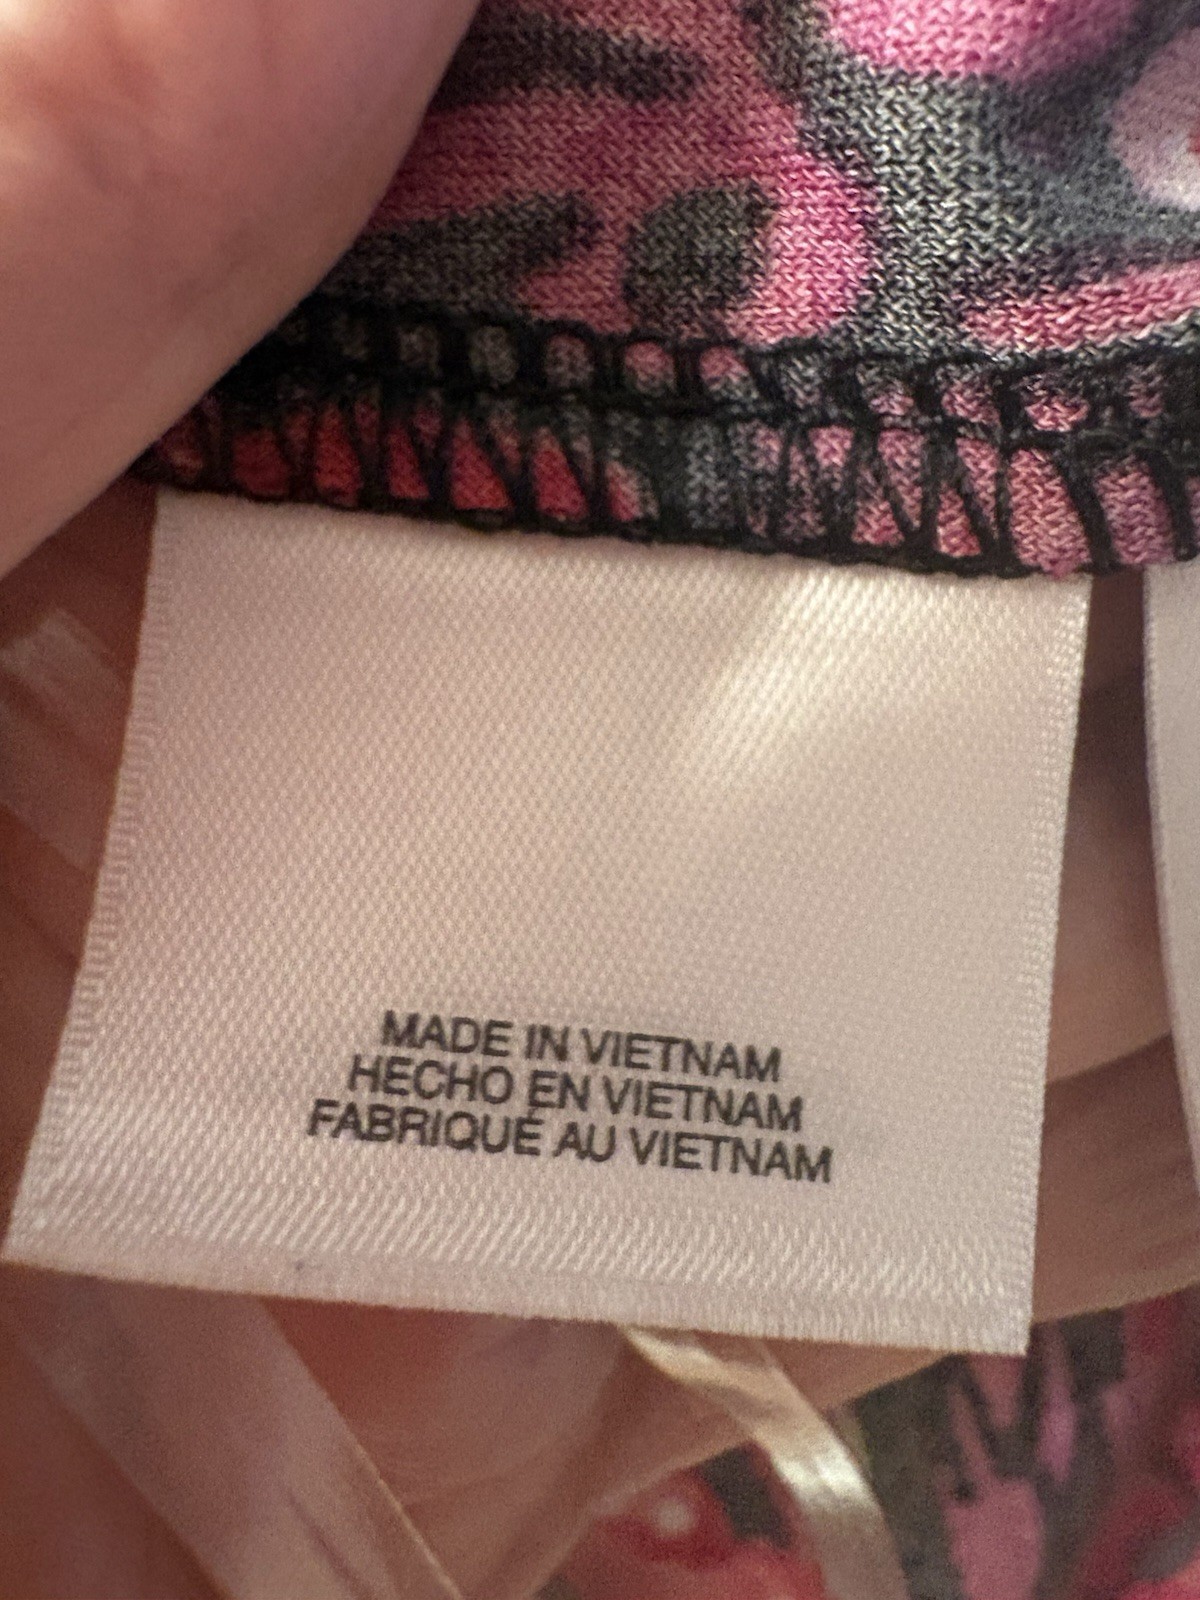 MADE IN VIETNAM
HECHO EN VIETNAM
FABRIQUÉ AU VIETNAM